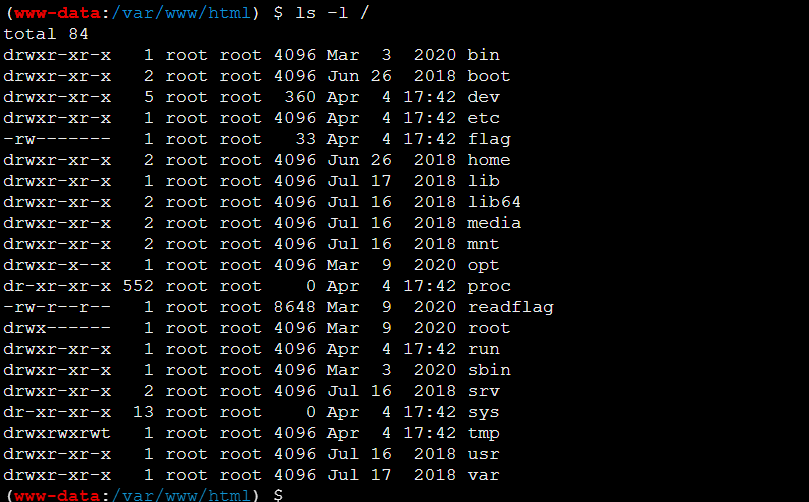 (www-data:/var/www/html) $ ls -l /
total 84
drwxr-xr-x   1 root root 4096 Mar  3  2020 bin
drwxr-xr-x   2 root root 4096 Jun 26  2018 boot
drwxr-xr-x   5 root root  360 Apr  4 17:42 dev
drwxr-xr-x   1 root root 4096 Apr  4 17:42 etc
-rw-------   1 root root   33 Apr  4 17:42 flag
drwxr-xr-x   2 root root 4096 Jun 26  2018 home
drwxr-xr-x   1 root root 4096 Jul 17  2018 lib
drwxr-xr-x   2 root root 4096 Jul 16  2018 lib64
drwxr-xr-x   2 root root 4096 Jul 16  2018 media
drwxr-xr-x   2 root root 4096 Jul 16  2018 mnt
drwxr-x--x   1 root root 4096 Mar  9  2020 opt
dr-xr-xr-x 552 root root    0 Apr  4 17:42 proc
-rw-r--r--   1 root root 8648 Mar  9  2020 readflag
drwx------   1 root root 4096 Mar  9  2020 root
drwxr-xr-x   1 root root 4096 Apr  4 17:42 run
drwxr-xr-x   1 root root 4096 Mar  3  2020 sbin
drwxr-xr-x   2 root root 4096 Jul 16  2018 srv
dr-xr-xr-x  13 root root    0 Apr  4 17:42 sys
drwxrwxrwt   1 root root 4096 Apr  4 17:42 tmp
drwxr-xr-x   1 root root 4096 Jul 16  2018 usr
drwxr-xr-x   1 root root 4096 Jul 17  2018 var
(www-data:/var/www/html) $